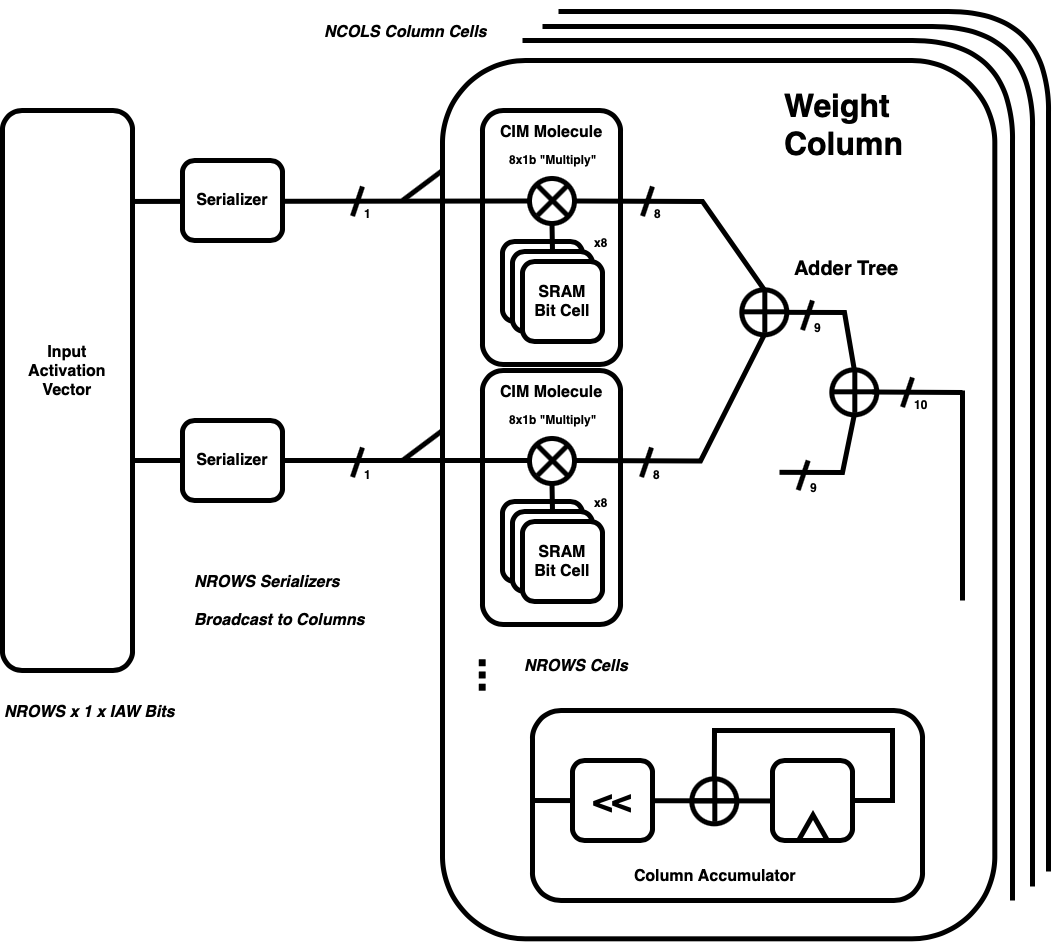 NCOLS Column Cells
Weight
Column
CIM Molecule
8x1b "Multiply"
Serializer
1
8
x8
SRAM
Bit Cell
Adder Tree
9
Input
Activation
Vector
CIM Molecule
8x1b "Multiply"
10
Serializer
1
8
9
x8
SRAM
Bit Cell
NROWS Serializers
Broadcast to Columns
NROWS Cells
NROWS x 1 x IAW Bits
<<
Column Accumulator